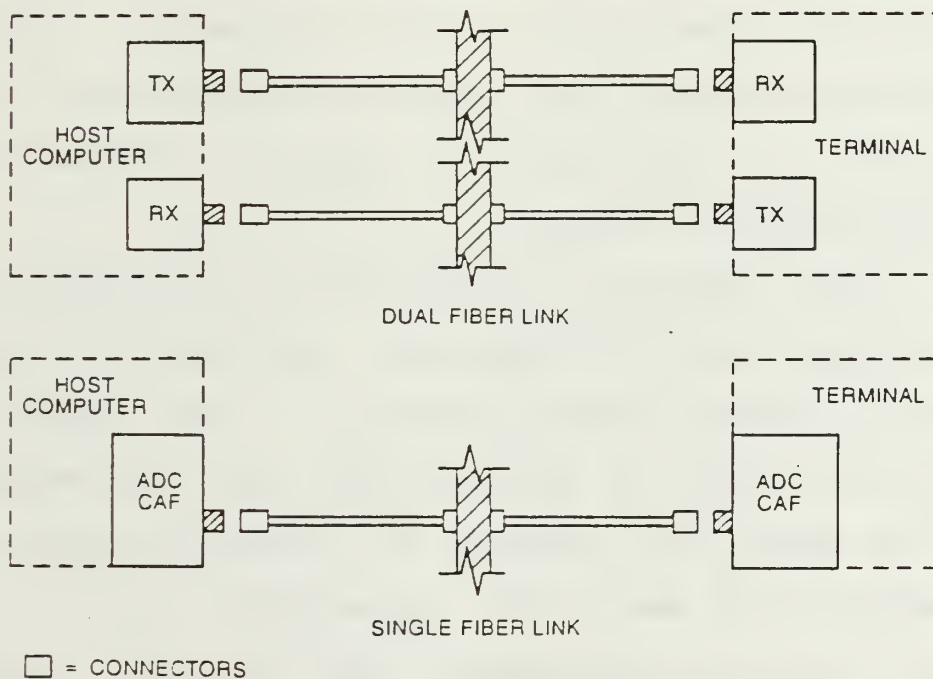 TX
RX
HOST
COMPUTER
TERMINAL
RX
TX
DUAL FIBER LINK
HOST
COMPUTER
TERMINAL
ADC
CAF
ADC
CAF
SINGLE FIBER LINK
= CONNECTORS